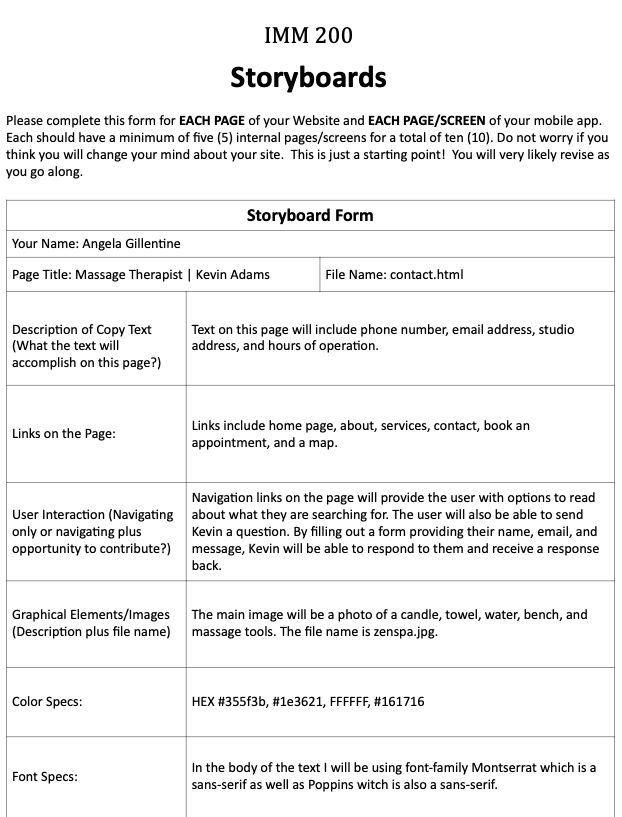 IMM 200
Storyboards
Please complete this form for EACH PAGE of your Website and EACH PAGE/SCREEN of your mobile app.
Each should have a minimum of five (5) internal pages/screens for a total of ten (10). Do not worry if you
think you will change your mind about your site.  This is just a starting point!  You will very likely revise as
you go along.
Storyboard Form
Your Name: Angela Gillentine
Page Title: Massage Therapist | Kevin Adams
File Name: contact.html
Description of Copy Text
(What the text will
accomplish on this page?)
Text on this page will include phone number, email address, studio
address, and hours of operation.
Links on the Page:
Links include home page, about, services, contact, book an
appointment, and a map.
User Interaction (Navigating
only or navigating plus
opportunity to contribute?)
Navigation links on the page will provide the user with options to read
about what they are searching for. The user will also be able to send
Kevin a question. By filling out a form providing their name, email, and
message, Kevin will be able to respond to them and receive a response
back.
Graphical Elements/Images
(Description plus file name)
The main image will be a photo of a candle, towel, water, bench, and
massage tools. The file name is zenspa.jpg.
Color Specs:
HEX #355f3b, #1e3621, FFFFFF, #161716
Font Specs:
In the body of the text I will be using font-family Montserrat which is a
sans-serif as well as Poppins witch is also a sans-serif.